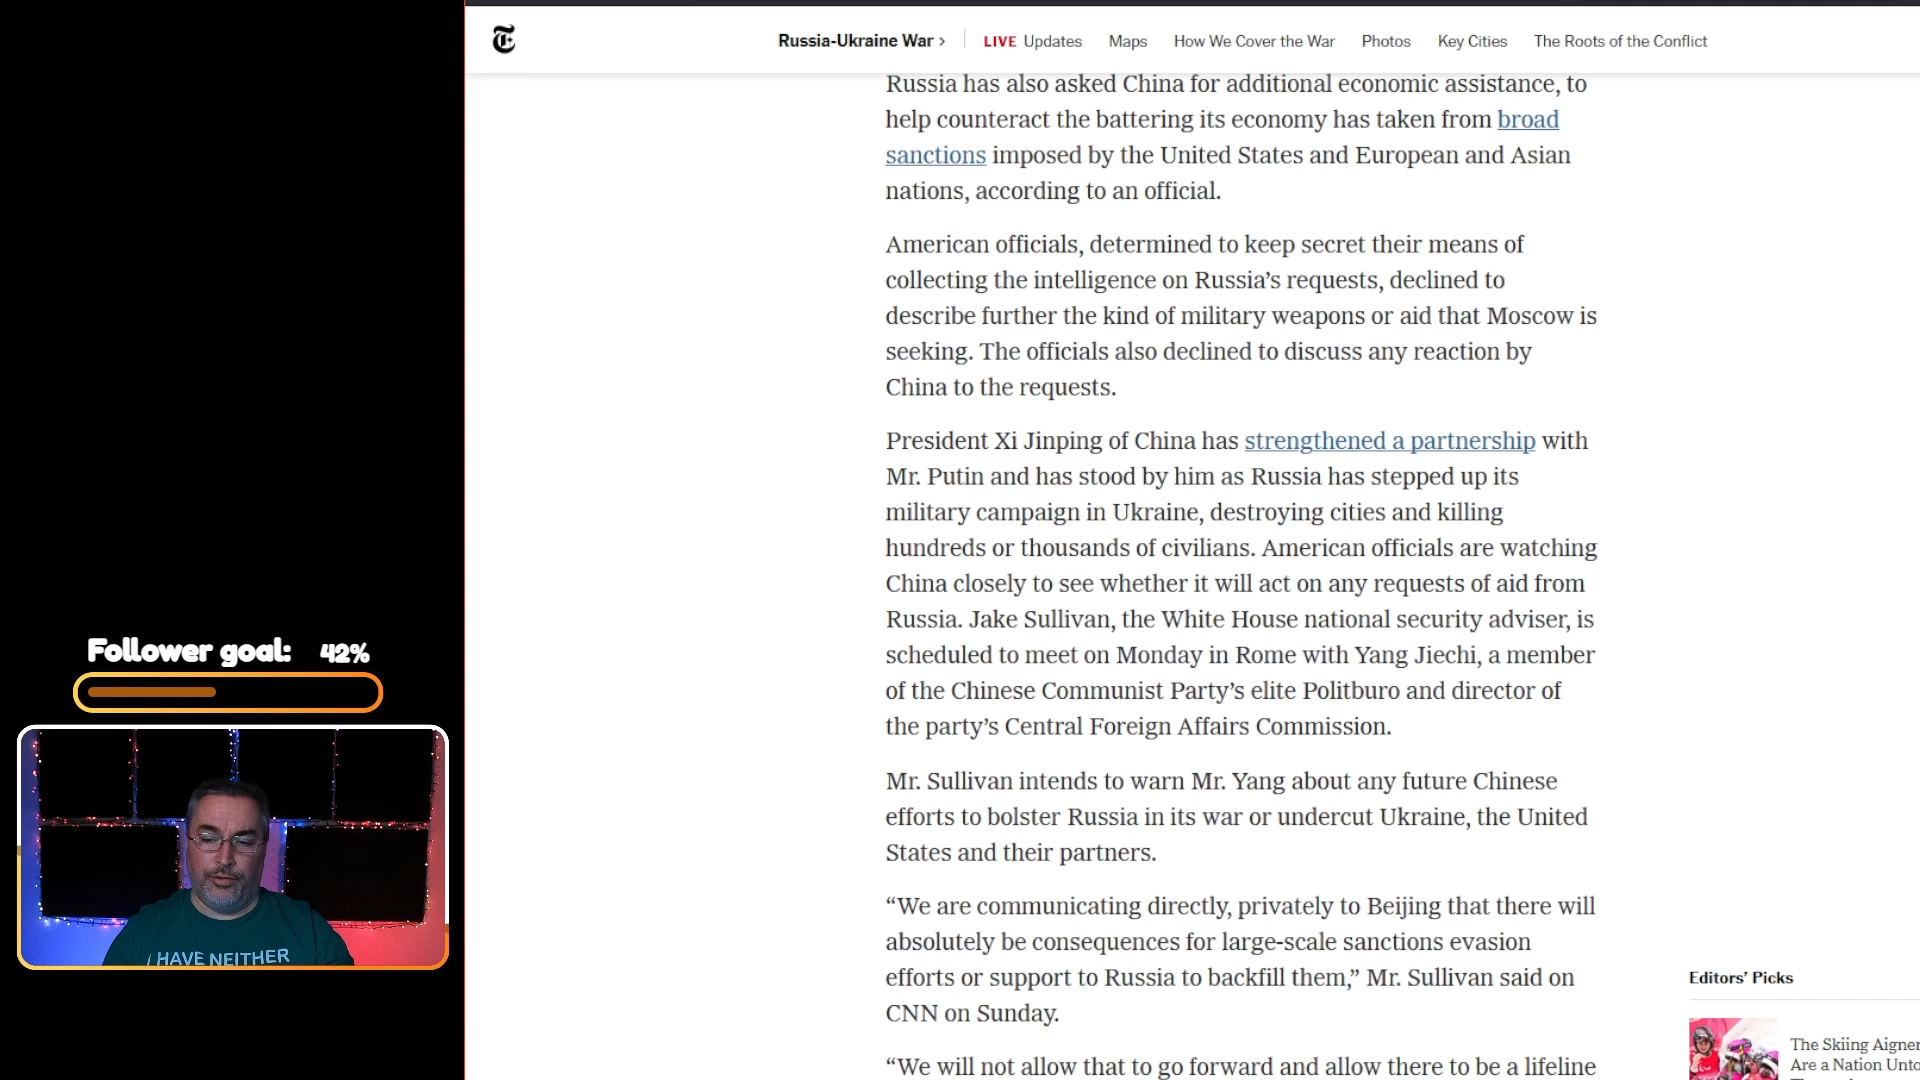 Russia-Ukraine War ›
LIVE Updates
Maps
How We Cover the War
Photos
Key Cities
The Roots of the Conflict
Russia has also asked China for additional economic assistance, to
help counteract the battering its economy has taken from broad
sanctions imposed by the United States and European and Asian
nations, according to an official.
American officials, determined to keep secret their means of
collecting the intelligence on Russia’s requests, declined to
describe further the kind of military weapons or aid that Moscow is
seeking. The officials also declined to discuss any reaction by
China to the requests.
President Xi Jinping of China has strengthened a partnership with
Mr. Putin and has stood by him as Russia has stepped up its
military campaign in Ukraine, destroying cities and killing
hundreds or thousands of civilians. American officials are watching
China closely to see whether it will act on any requests of aid from
Russia. Jake Sullivan, the White House national security adviser, is
scheduled to meet on Monday in Rome with Yang Jiechi, a member
of the Chinese Communist Party’s elite Politburo and director of
the party’s Central Foreign Affairs Commission.
Mr. Sullivan intends to warn Mr. Yang about any future Chinese
efforts to bolster Russia in its war or undercut Ukraine, the United
States and their partners.
“We are communicating directly, privately to Beijing that there will
absolutely be consequences for large-scale sanctions evasion
efforts or support to Russia to backfill them,” Mr. Sullivan said on
CNN on Sunday.
“We will not allow that to go forward and allow there to be a lifeline
Follower goal: 42%
I HAVE NEITHER
Editors’ Picks
The Skiing Aigner
Are a Nation Unto